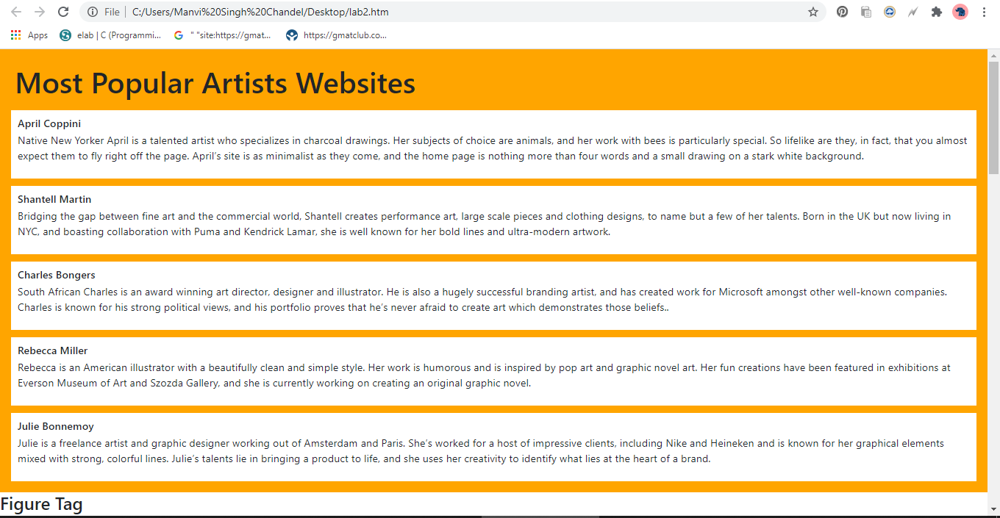 File | C:/Users/Manvi%20Singh%20Chandel/Desktop/lab2.htm
Apps elab | C (Programmi... " "site:https://gmat... https://gmatclub.co...
Most Popular Artists Websites
April Coppini
Native New Yorker April is a talented artist who specializes in charcoal drawings. Her subjects of choice are animals, and her work with bees is particularly special. So lifelike are they, in fact, that you almost
expect them to fly right off the page. April's site is as minimalist as they come, and the home page is nothing more than four words and a small drawing on a stark white background.
Shantell Martin
Bridging the gap between fine art and the commercial world, Shantell creates performance art, large scale pieces and clothing designs, to name but a few of her talents. Born in the UK but now living in
NYC, and boasting collaboration with Puma and Kendrick Lamar, she is well known for her bold lines and ultra-modern artwork.
Charles Bongers
South African Charles is an award winning art director, designer and illustrator. He is also a hugely successful branding artist, and has created work for Microsoft amongst other well-known companies.
Charles is known for his strong political views, and his portfolio proves that he's never afraid to create art which demonstrates those beliefs..
Rebecca Miller
Rebecca is an American illustrator with a beautifully clean and simple style. Her work is humorous and is inspired by pop art and graphic novel art. Her fun creations have been featured in exhibitions at
Everson Museum of Art and Szozda Gallery, and she is currently working on creating an original graphic novel.
Julie Bonnemoy
Julie is a freelance artist and graphic designer working out of Amsterdam and Paris. She's worked for a host of impressive clients, including Nike and Heineken and is known for her graphical elements
mixed with strong, colorful lines. Julie's talents lie in bringing a product to life, and she uses her creativity to identify what lies at the heart of a brand.
Figure Tag